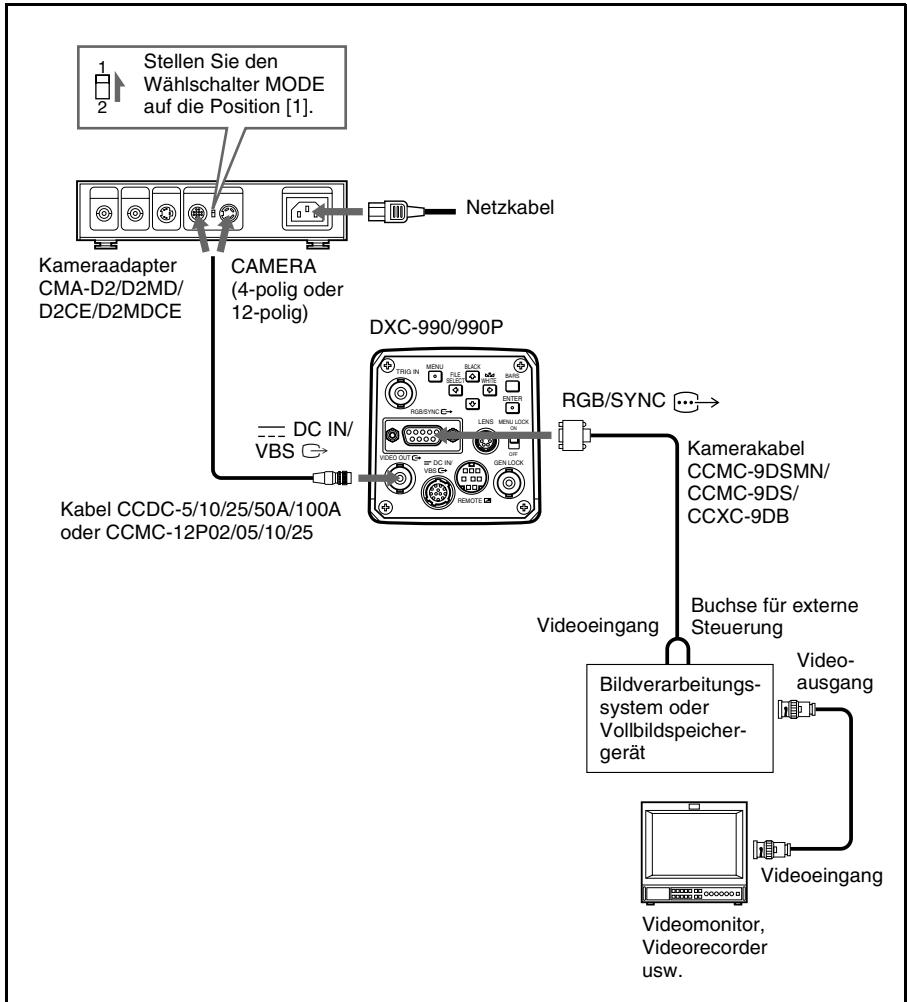 1
2
Stellen Sie den
Wählschalter MODE
auf die Position [1].
Netzkabel
Kameraadapter
CMA-D2/D2MD/
D2CE/D2MDCE
CAMERA
(4-polig oder
12-polig)
DXC-990/990P
TRIG IN
MENU
FILE
SELECT
BLACK
WHITE
BARS
ENTER
RGB/SYNC
LENS
MENU LOCK
ON
OFF
VIDEO OUT
DC IN/
VBS
GEN LOCK
REMOTE
DC IN/
VBS
RGB/SYNC
Kamerakabel
CCMC-9DSMN/
CCMC-9DS/
CCXC-9DB
Kabel CCDC-5/10/25/50A/100A
oder CCMC-12P02/05/10/25
Videoeingang
Buchse für externe
Steuerung
Video-
ausgang
Bildverarbeitungs-
system oder
Vollbildspeicher-
gerät
Videoeingang
Videomonitor,
Videorecorder
usw.